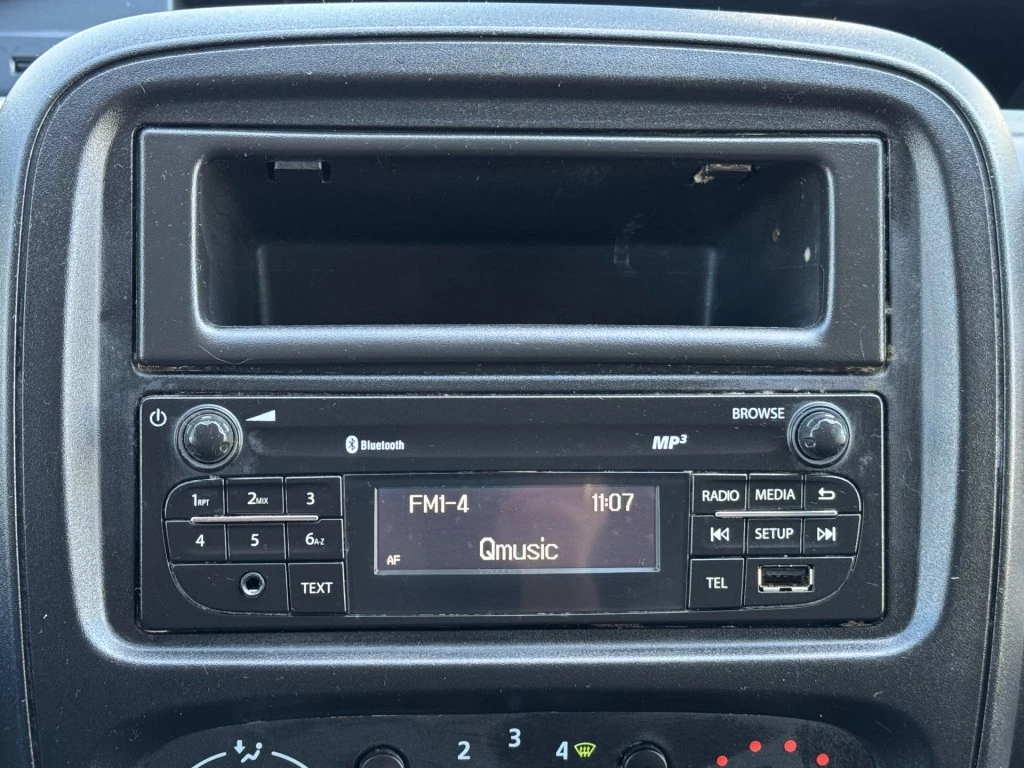 BROWSE
Bluetooth
MP3
1RPT 2MIX 3
4 5 6A-Z
TEXT
FM1-4 11:07
Qmusic
AF
RADIO MEDIA
SETUP
TEL
2 3 4